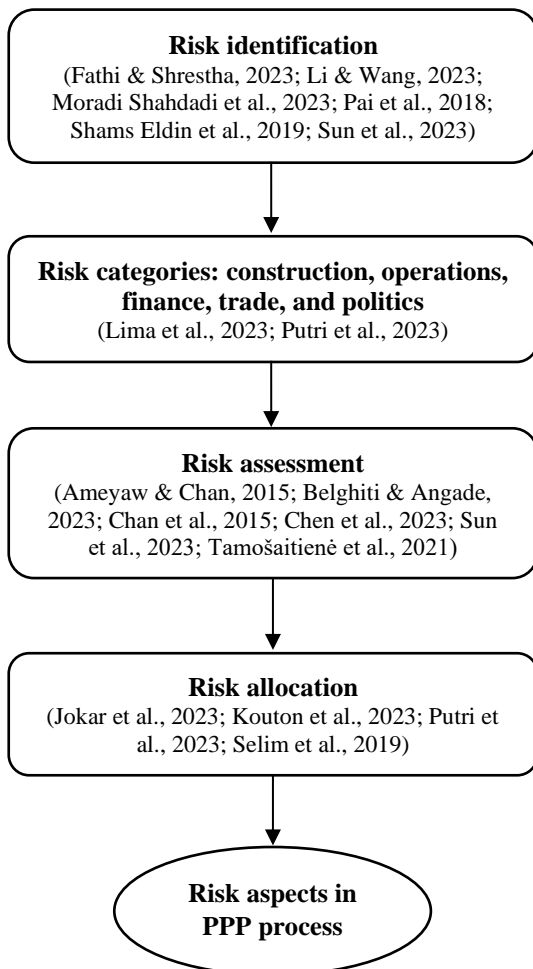 Risk identification
(Fathi & Shrestha, 2023; Li & Wang, 2023;
Moradi Shahdadi et al., 2023; Pai et al., 2018;
Shams Eldin et al., 2019; Sun et al., 2023)
Risk categories: construction, operations,
finance, trade, and politics
(Lima et al., 2023; Putri et al., 2023)
Risk assessment
(Ameyaw & Chan, 2015; Belghiti & Angade,
2023; Chan et al., 2015; Chen et al., 2023; Sun
et al., 2023; Tamošaitienė et al., 2021)
Risk allocation
(Jokar et al., 2023; Kouton et al., 2023; Putri et
al., 2023; Selim et al., 2019)
Risk aspects in
PPP process